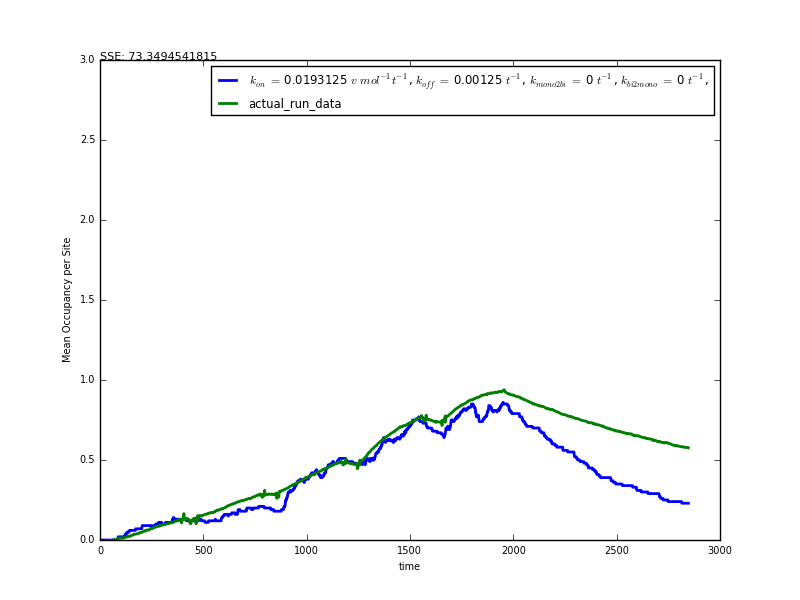 SSE: 73.3494541815
3.0
k_on = 0.0193125 v mol^−1 t^−1, k_off = 0.00125 t^−1, k_mono2bi = 0 t^−1, k_bi2mono = 0 t^−1,
actual_run_data
2.5
2.0
Mean Occupancy per Site
1.5
1.0
0.5
0.0
0 500 1000 1500 2000 2500 3000
time